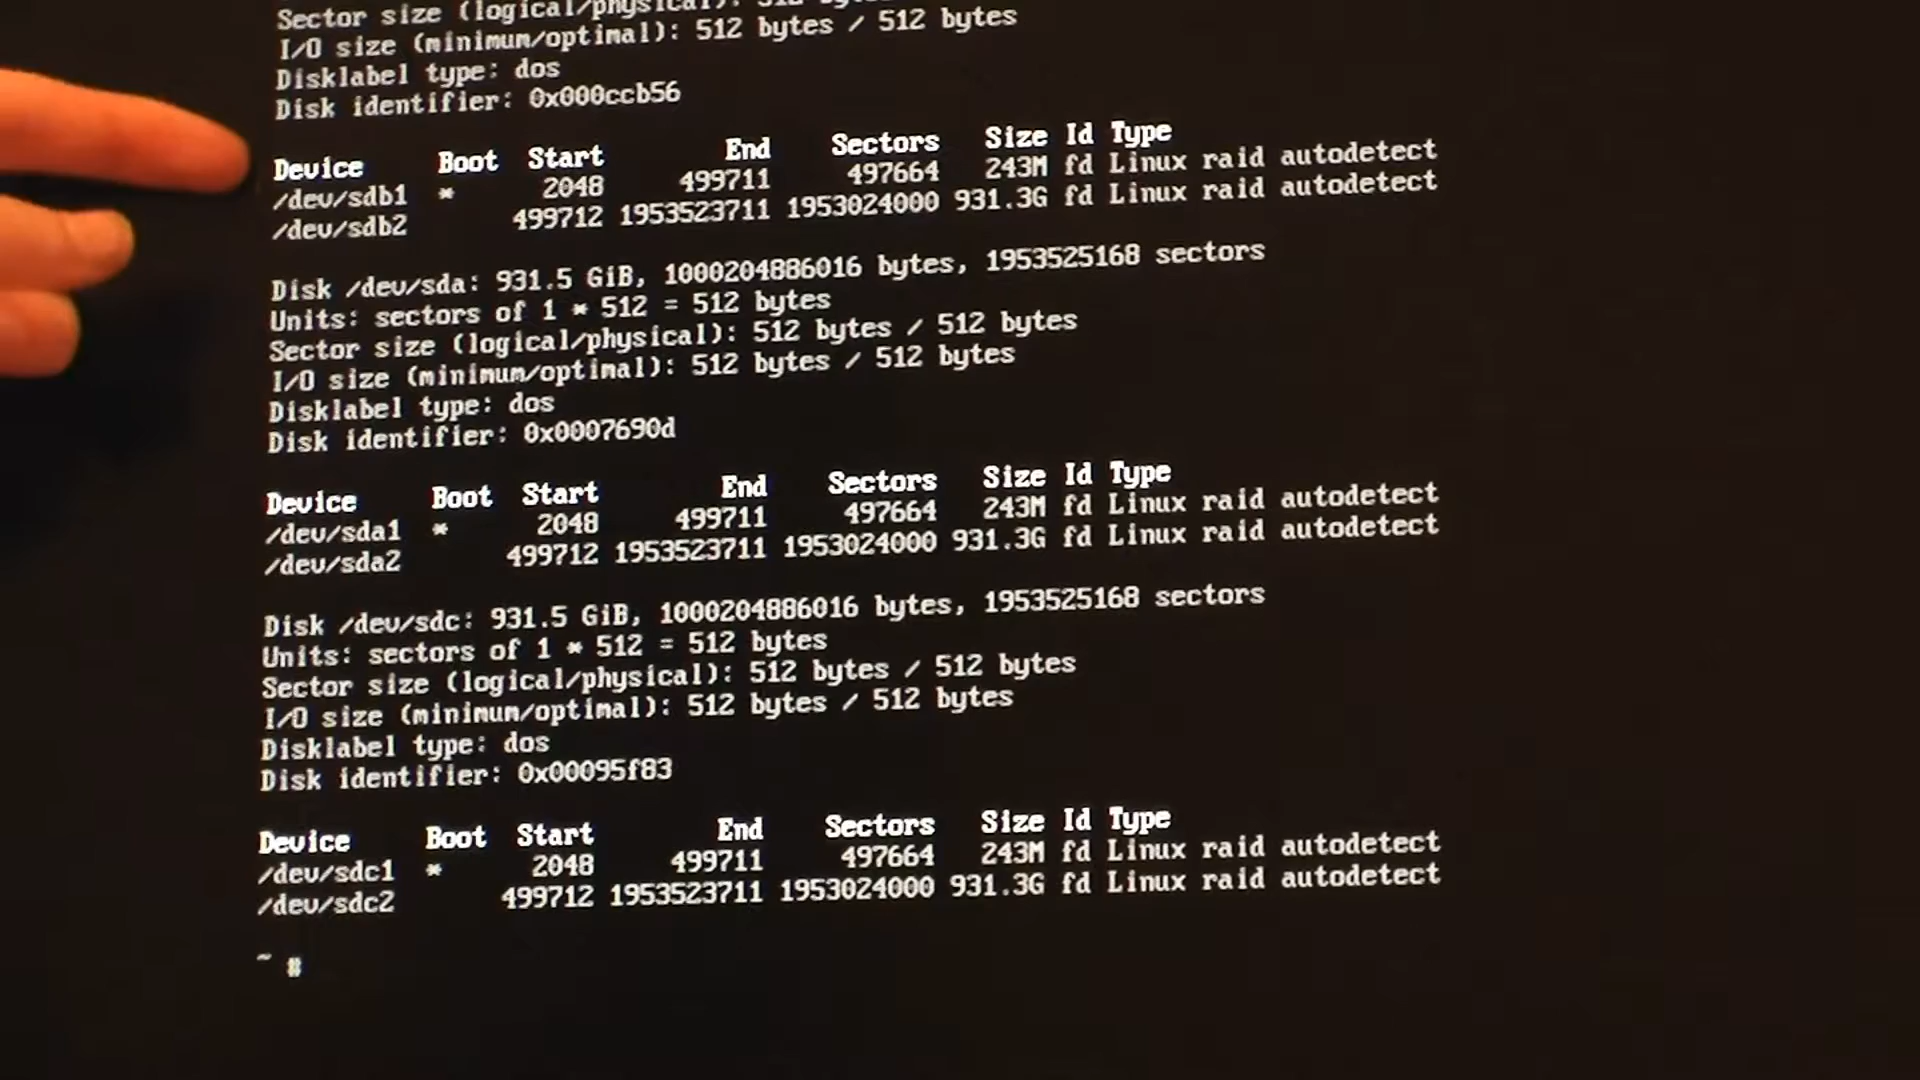 Sector size (logical/physical): 512 bytes
I/O size (minimum/optimal): 512 bytes / 512 bytes
Disklabel type: dos
Disk identifier: 0x000ccb56
Device Boot Start End Sectors Size Id Type
/dev/sdb1 * 2048 499711 497664 243M fd Linux raid autodetect
/dev/sdb2 499712 1953523711 1953024000 931.3G fd Linux raid autodetect
Disk /dev/sda: 931.5 GiB, 1000204886016 bytes, 1953525168 sectors
Units: sectors of 1 * 512 = 512 bytes
Sector size (logical/physical): 512 bytes / 512 bytes
I/O size (minimum/optimal): 512 bytes / 512 bytes
Disklabel type: dos
Disk identifier: 0x0007690d
Device Boot Start End Sectors Size Id Type
/dev/sda1 * 2048 499711 497664 243M fd Linux raid autodetect
/dev/sda2 499712 1953523711 1953024000 931.3G fd Linux raid autodetect
Disk /dev/sdc: 931.5 GiB, 1000204886016 bytes, 1953525168 sectors
Units: sectors of 1 * 512 = 512 bytes
Sector size (logical/physical): 512 bytes / 512 bytes
I/O size (minimum/optimal): 512 bytes / 512 bytes
Disklabel type: dos
Disk identifier: 0x00095f83
Device Boot Start End Sectors Size Id Type
/dev/sdc1 * 2048 499711 497664 243M fd Linux raid autodetect
/dev/sdc2 499712 1953523711 1953024000 931.3G fd Linux raid autodetect
~ #